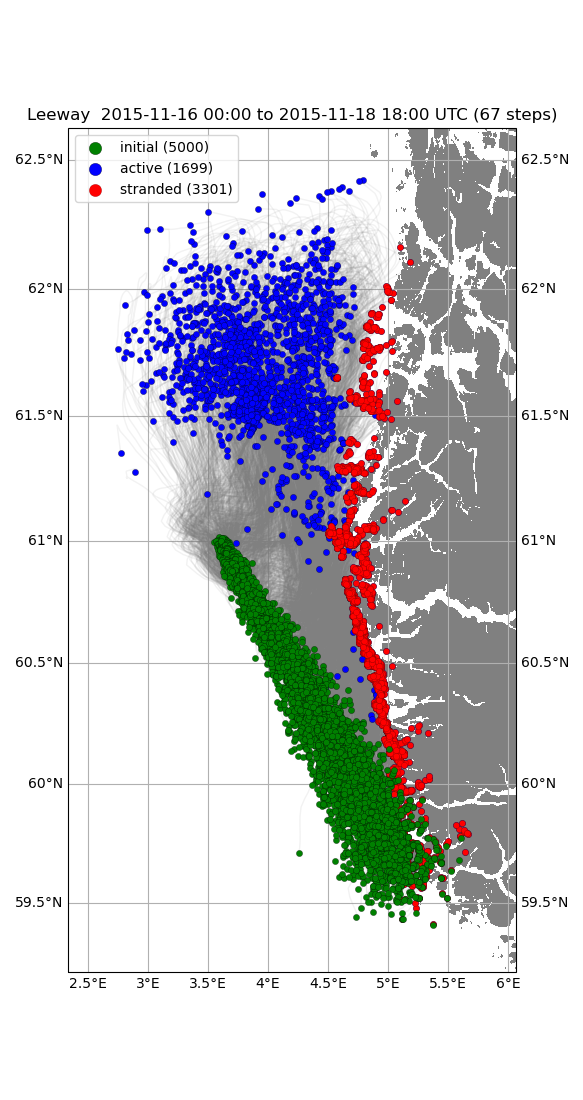 Leeway  2015-11-16 00:00 to 2015-11-18 18:00 UTC (67 steps)
initial (5000)
active (1699)
stranded (3301)
62.5°N 62.5°N
62°N 62°N
61.5°N 61.5°N
61°N 61°N
60.5°N 60.5°N
60°N 60°N
59.5°N 59.5°N
2.5°E 3°E 3.5°E 4°E 4.5°E 5°E 5.5°E 6°E